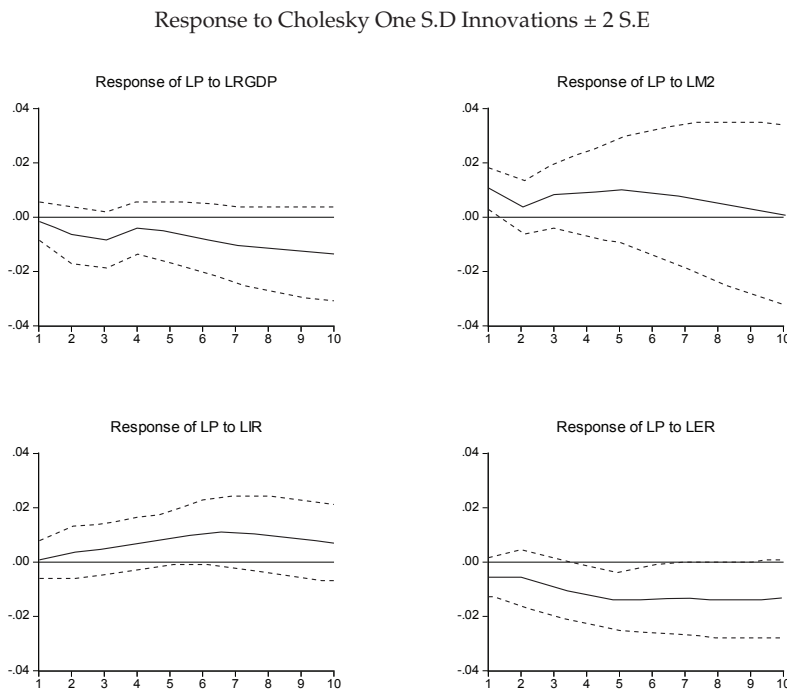 Response to Cholesky One S.D Innovations ± 2 S.E
Response of LP to LRGDP
.04
.02
.00
-.02
-.04
1 2 3 4 5 6 7 8 9 10
Response of LP to LM2
.04
.02
.00
-.02
-.04
1 2 3 4 5 6 7 8 9 10
Response of LP to LIR
.04
.02
.00
-.02
-.04
1 2 3 4 5 6 7 8 9 10
Response of LP to LER
.04
.02
.00
-.02
-.04
1 2 3 4 5 6 7 8 9 10